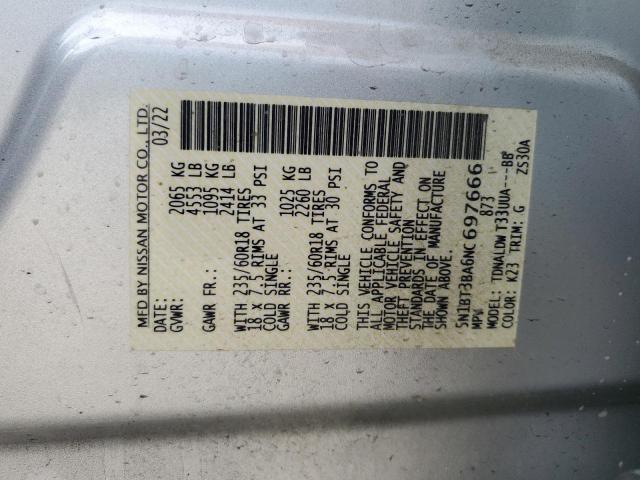 MFD BY NISSAN MOTOR CO., LTD.
DATE: 03/22
GVWR: 2065 KG
4553 LB
GAWR FR.: 1095 KG
2414 LB
WITH 235/60R18 TIRES
18 X 7.5 RIMS AT 33 PSI
COLD SINGLE
GAWR RR.: 1025 KG
2260 LB
WITH 235/60R18 TIRES
18 X 7.5 RIMS AT 30 PSI
COLD SINGLE
THIS VEHICLE CONFORMS TO
ALL APPLICABLE FEDERAL
MOTOR VEHICLE SAFETY AND
THEFT PREVENTION
STANDARDS IN EFFECT ON
THE DATE OF MANUFACTURE
SHOWN ABOVE.
5N1BT3BA6NC697666
MPV 873
MODEL: TDNALDW T33UUA---BB
COLOR: K23 TRIM: G ZS30A